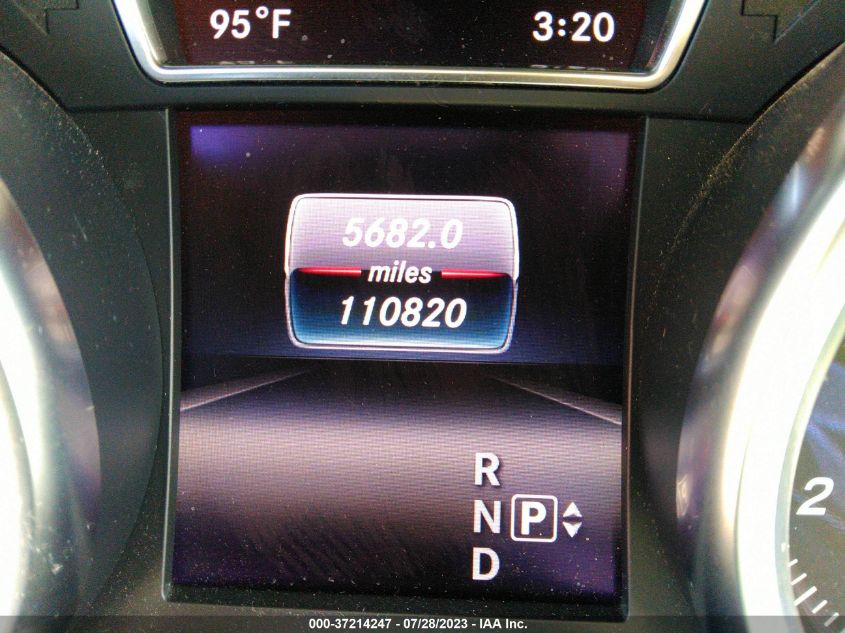 95°F 3:20
5682.0
miles
110820
R
N P
D
2
000-37214247 - 07/28/2023 - IAA Inc.